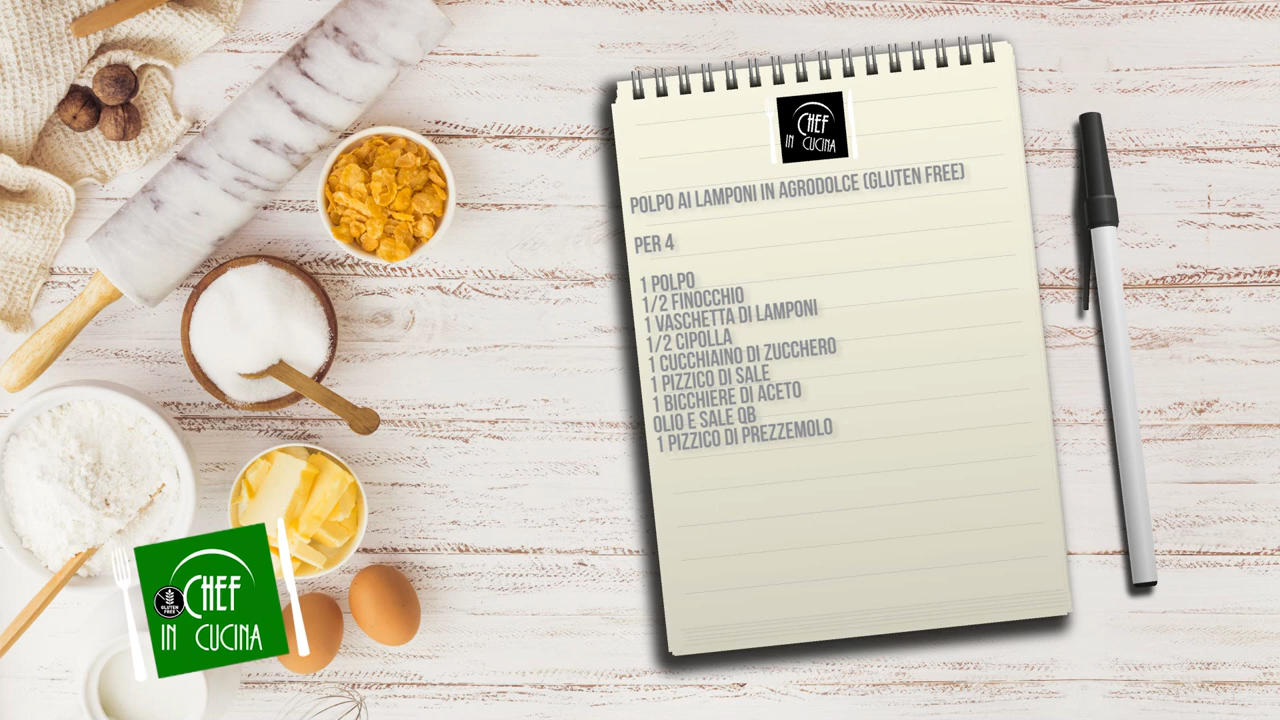 CHEF
IN CUCINA
POLPO AI LAMPONI IN AGRODOLCE (GLUTEN FREE)
PER 4
1 POLPO
1/2 FINOCCHIO
1 VASCHETTA DI LAMPONI
1/2 CIPOLLA
1 CUCCHIAINO DI ZUCCHERO
1 PIZZICO DI SALE
1 BICCHIERE DI ACETO
OLIO E SALE QB
1 PIZZICO DI PREZZEMOLO
GLUTEN
FREE
CHEF
IN CUCINA